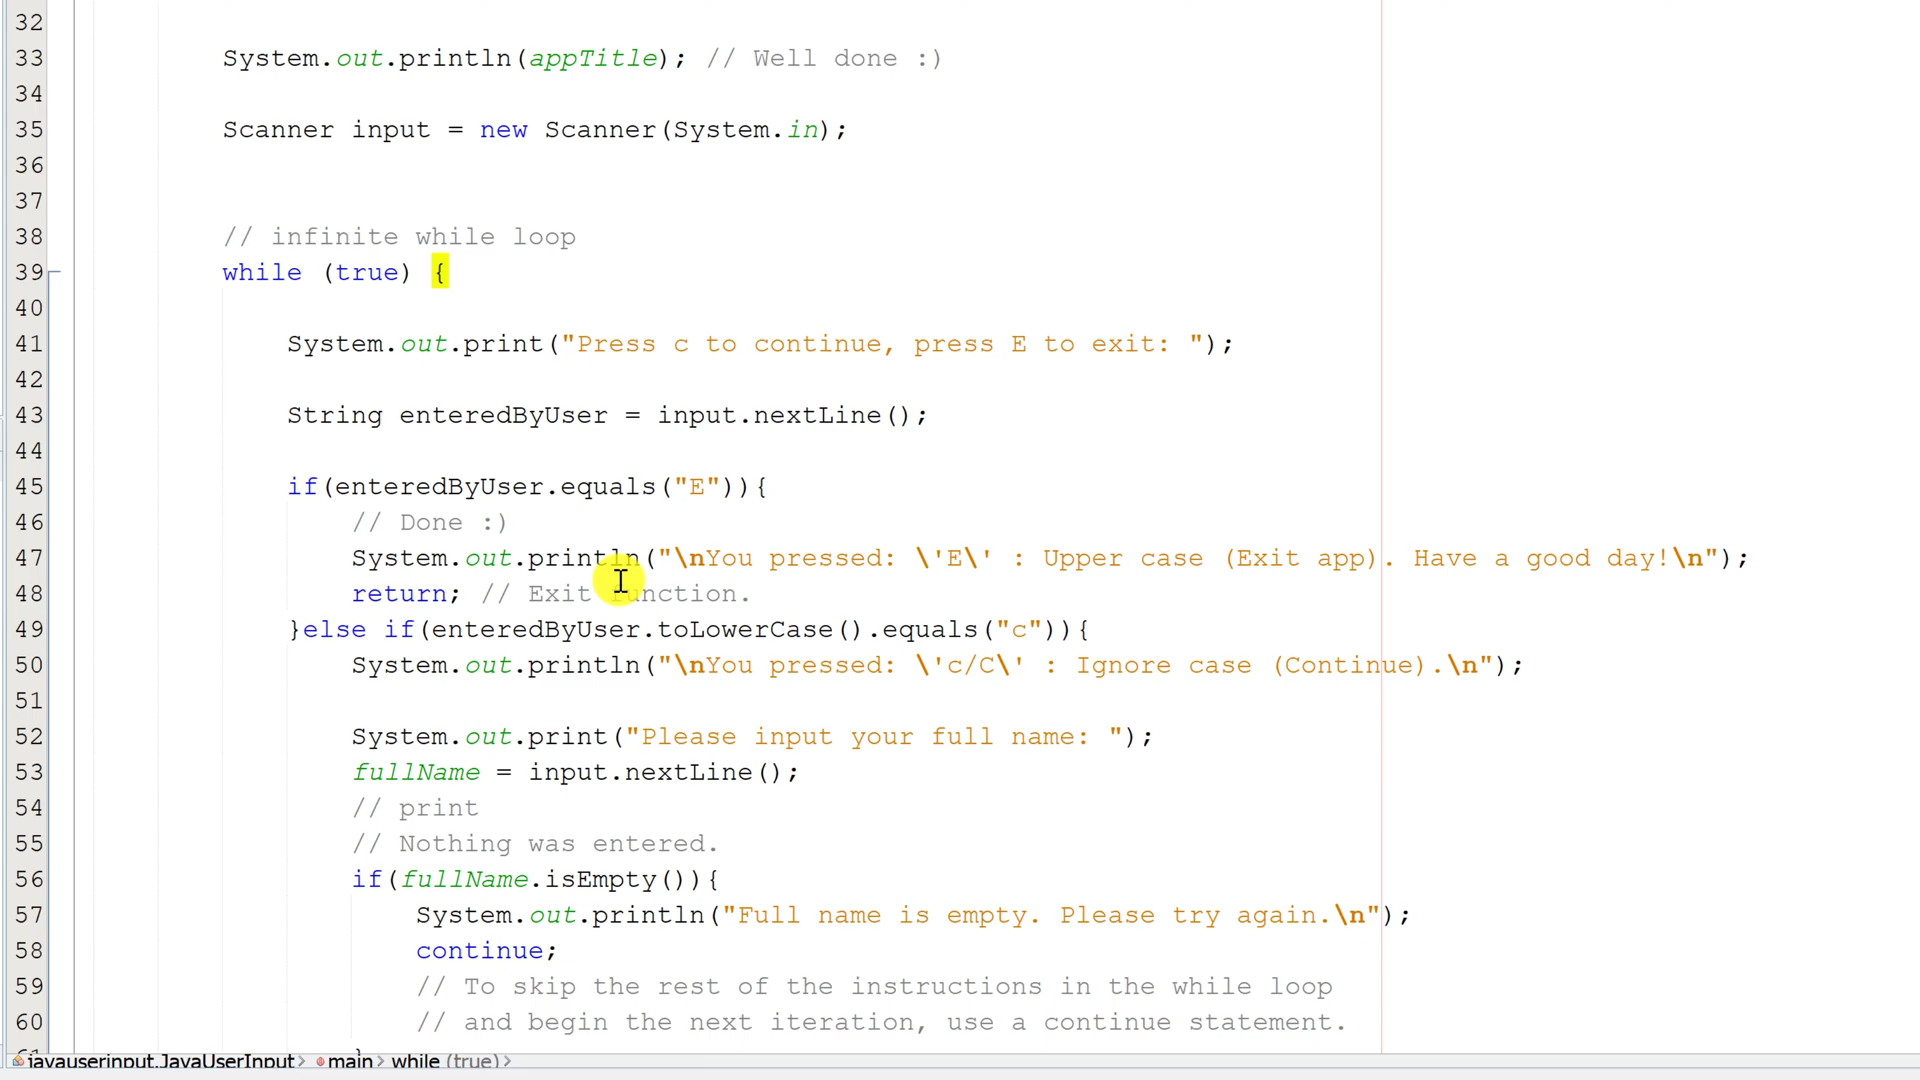 32
33 System.out.println(appTitle); // Well done :)
34
35 Scanner input = new Scanner(System.in);
36
37
38 // infinite while loop
39 while (true) {
40
41 System.out.print("Press c to continue, press E to exit: ");
42
43 String enteredByUser = input.nextLine();
44
45 if(enteredByUser.equals("E")){
46 // Done :)
47 System.out.println("\nYou pressed: \'E\' : Upper case (Exit app). Have a good day!\n");
48 return; // Exit function.
49 }else if(enteredByUser.toLowerCase().equals("c")){
50 System.out.println("\nYou pressed: \'c/C\' : Ignore case (Continue).\n");
51
52 System.out.print("Please input your full name: ");
53 fullName = input.nextLine();
54 // print
55 // Nothing was entered.
56 if(fullName.isEmpty()){
57 System.out.println("Full name is empty. Please try again.\n");
58 continue;
59 // To skip the rest of the instructions in the while loop
60 // and begin the next iteration, use a continue statement.
61 }
javauserinput.JavaUserInput main while (true)